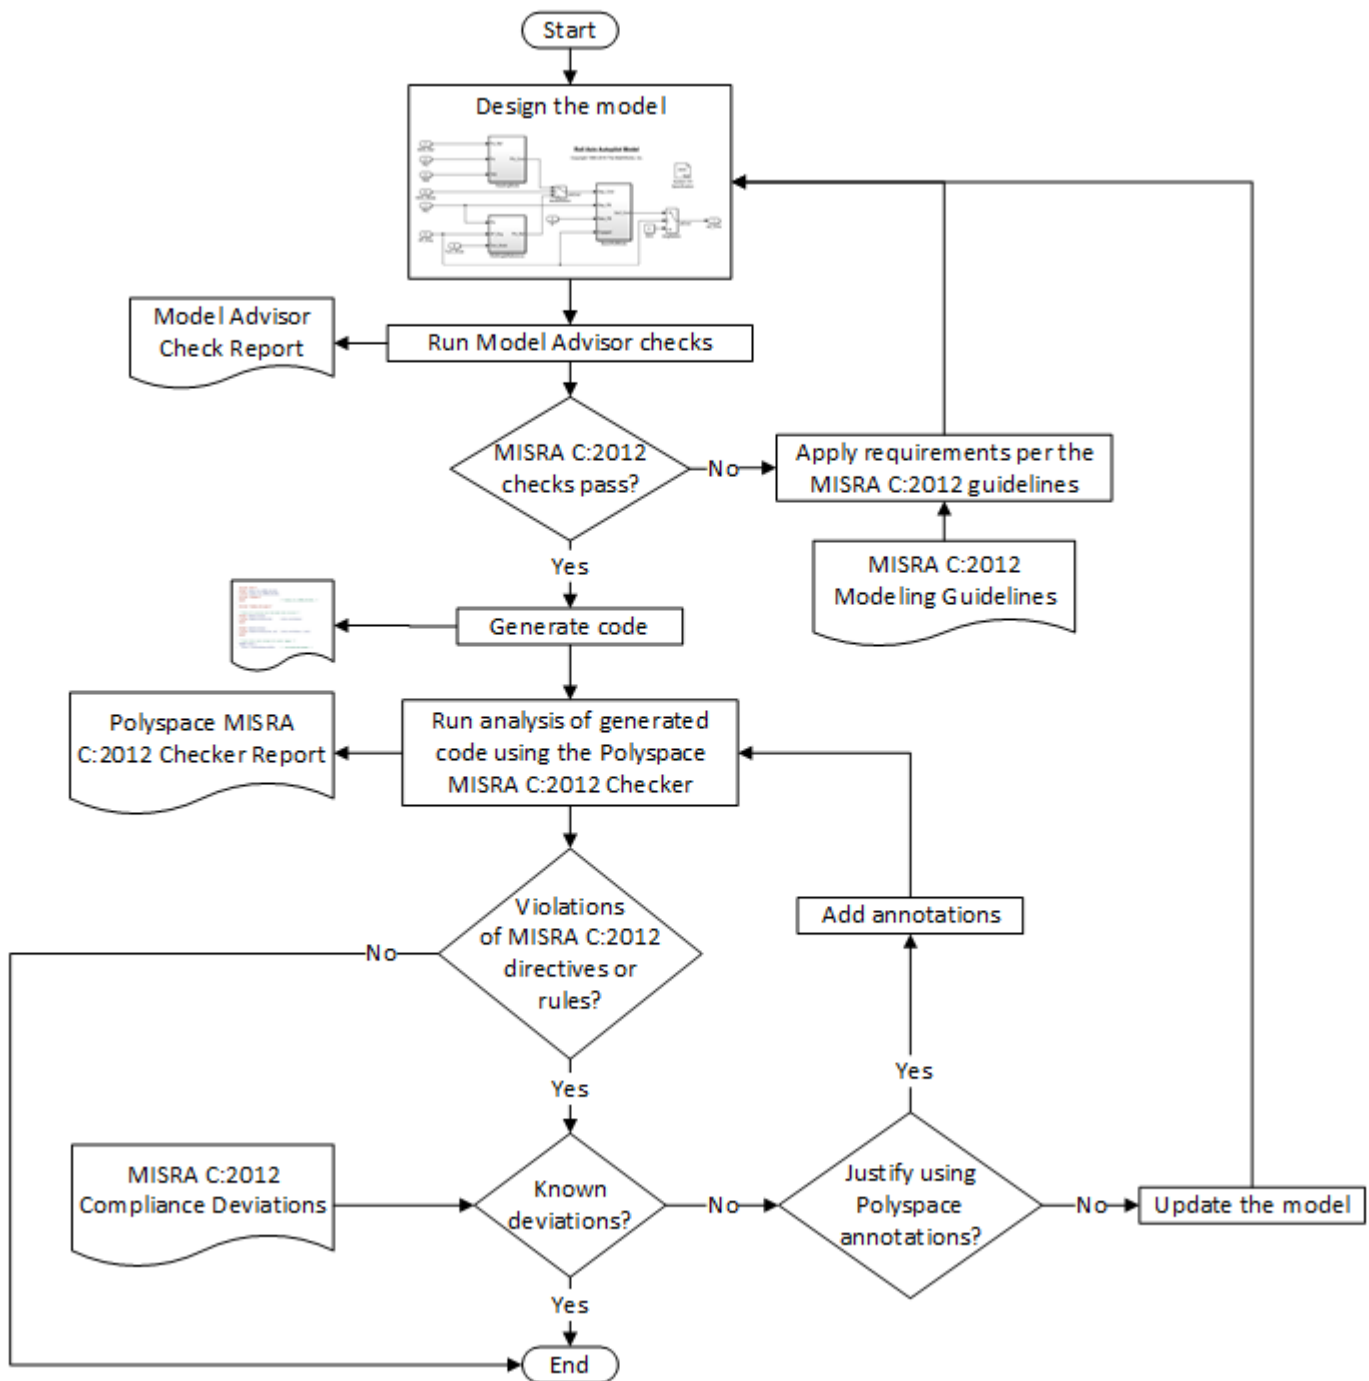 Start
Design the model
Roll Axis Autopilot Model
Model Advisor
Check Report
Run Model Advisor checks
MISRA C:2012
checks pass?
No
Apply requirements per the
MISRA C:2012 guidelines
MISRA C:2012
Modeling Guidelines
Yes
Generate code
Polyspace MISRA
C:2012 Checker Report
Run analysis of generated
code using the Polyspace
MISRA C:2012 Checker
Violations
of MISRA C:2012
directives or
rules?
No
Add annotations
Yes
Yes
MISRA C:2012
Compliance Deviations
Known
deviations?
No
Justify using
Polyspace
annotations?
No
Update the model
Yes
End